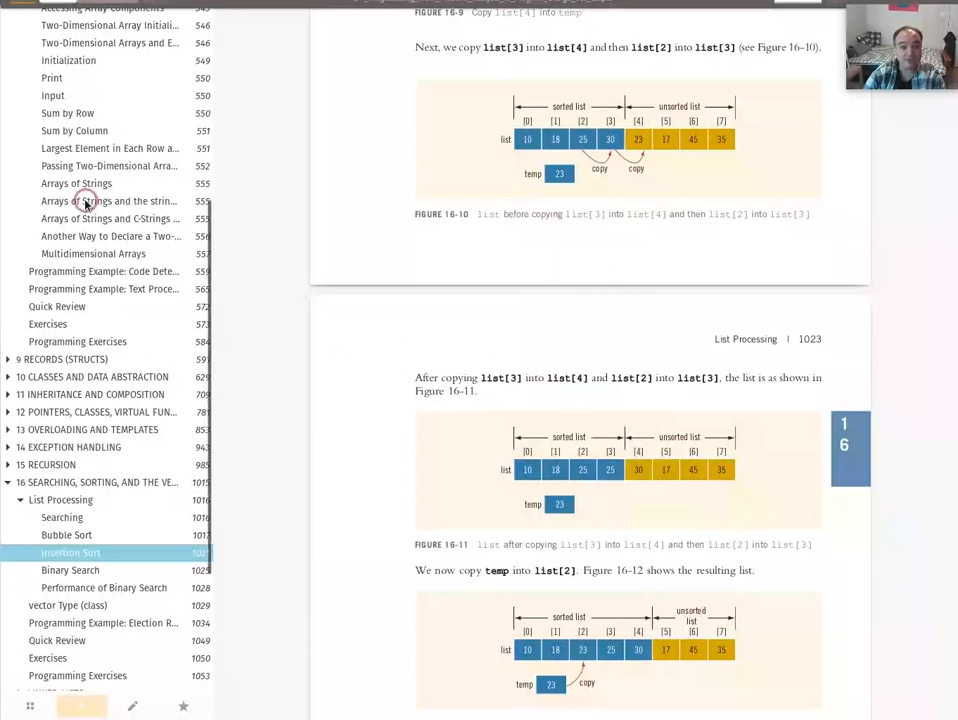 Accessing Array Components 545
Two-Dimensional Array Initiali... 546
Two-Dimensional Arrays and E... 546
Initialization 549
Print 550
Input 550
Sum by Row 550
Sum by Column 551
Largest Element in Each Row a... 551
Passing Two-Dimensional Arra... 552
Arrays of Strings 555
Arrays of Strings and the strin... 555
Arrays of Strings and C-Strings ... 555
Another Way to Declare a Two-... 556
Multidimensional Arrays 557
Programming Example: Code Dete... 559
Programming Example: Text Proce... 565
Quick Review 572
Exercises 573
Programming Exercises 584
9 RECORDS (STRUCTS) 591
10 CLASSES AND DATA ABSTRACTION 629
11 INHERITANCE AND COMPOSITION 709
12 POINTERS, CLASSES, VIRTUAL FUN... 781
13 OVERLOADING AND TEMPLATES 853
14 EXCEPTION HANDLING 943
15 RECURSION 985
16 SEARCHING, SORTING, AND THE VE... 1015
List Processing 1016
Searching 1016
Bubble Sort 1017
Insertion Sort 1021
Binary Search 1025
Performance of Binary Search 1028
vector Type (class) 1029
Programming Example: Election R... 1034
Quick Review 1049
Exercises 1050
Programming Exercises 1053
FIGURE 16-9 Copy list[4] into temp
Next, we copy list[3] into list[4] and then list[2] into list[3] (see Figure 16-10).
sorted list unsorted list
[0] [1] [2] [3] [4] [5] [6] [7]
list 10 18 25 30 23 17 45 35
copy copy
temp 23
FIGURE 16-10 list before copying list[3] into list[4] and then list[2] into list[3]
List Processing | 1023
After copying list[3] into list[4] and list[2] into list[3], the list is as shown in
Figure 16-11.
1
6
sorted list unsorted list
[0] [1] [2] [3] [4] [5] [6] [7]
list 10 18 25 25 30 17 45 35
temp 23
FIGURE 16-11 list after copying list[3] into list[4] and then list[2] into list[3]
We now copy temp into list[2]. Figure 16-12 shows the resulting list.
sorted list unsorted
list
[0] [1] [2] [3] [4] [5] [6] [7]
list 10 18 23 25 30 17 45 35
temp 23 copy